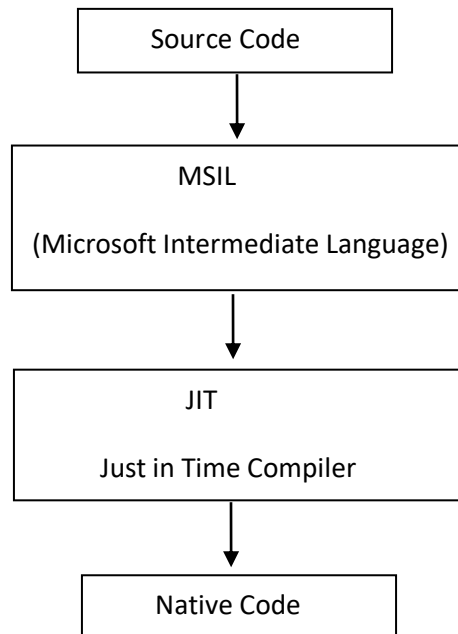 Source Code
MSIL
(Microsoft Intermediate Language)
JIT
Just in Time Compiler
Native Code